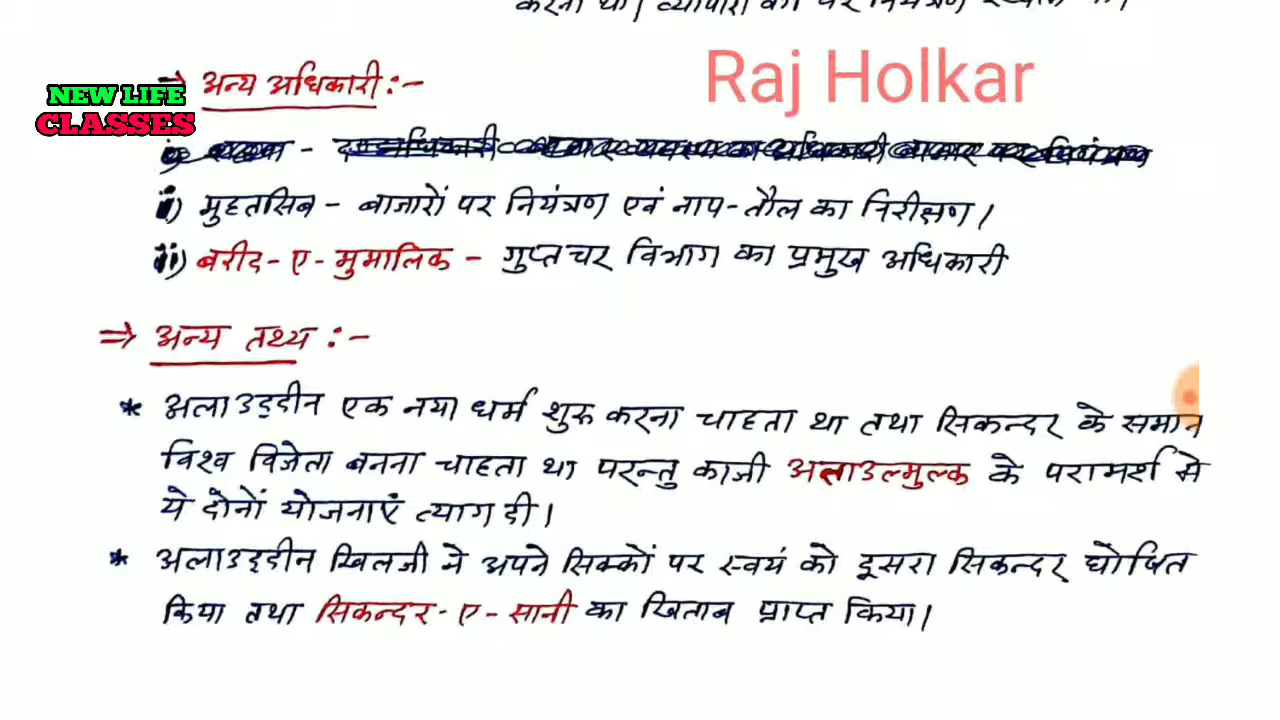 Raj Holkar
NEW LIFE
CLASSES
⇒ अन्य अधिकारी :-
i) मुहतसिब - बाजारों पर नियंत्रण एवं नाप-तौल का निरीक्षण।
ii) बरीद-ए-मुमालिक - गुप्तचर विभाग का प्रमुख अधिकारी
⇒ अन्य तथ्य :-
* अलाउद्दीन एक नया धर्म शुरू करना चाहता था तथा सिकन्दर के समान
विश्व विजेता बनना चाहता था परन्तु काजी अलाउल्मुल्क के परामर्श से
ये दोनों योजनाएं त्याग दी।
* अलाउद्दीन खिलजी ने अपने सिक्कों पर स्वयं को दूसरा सिकन्दर घोषित
किया तथा सिकन्दर-ए-सानी का खिताब प्राप्त किया।